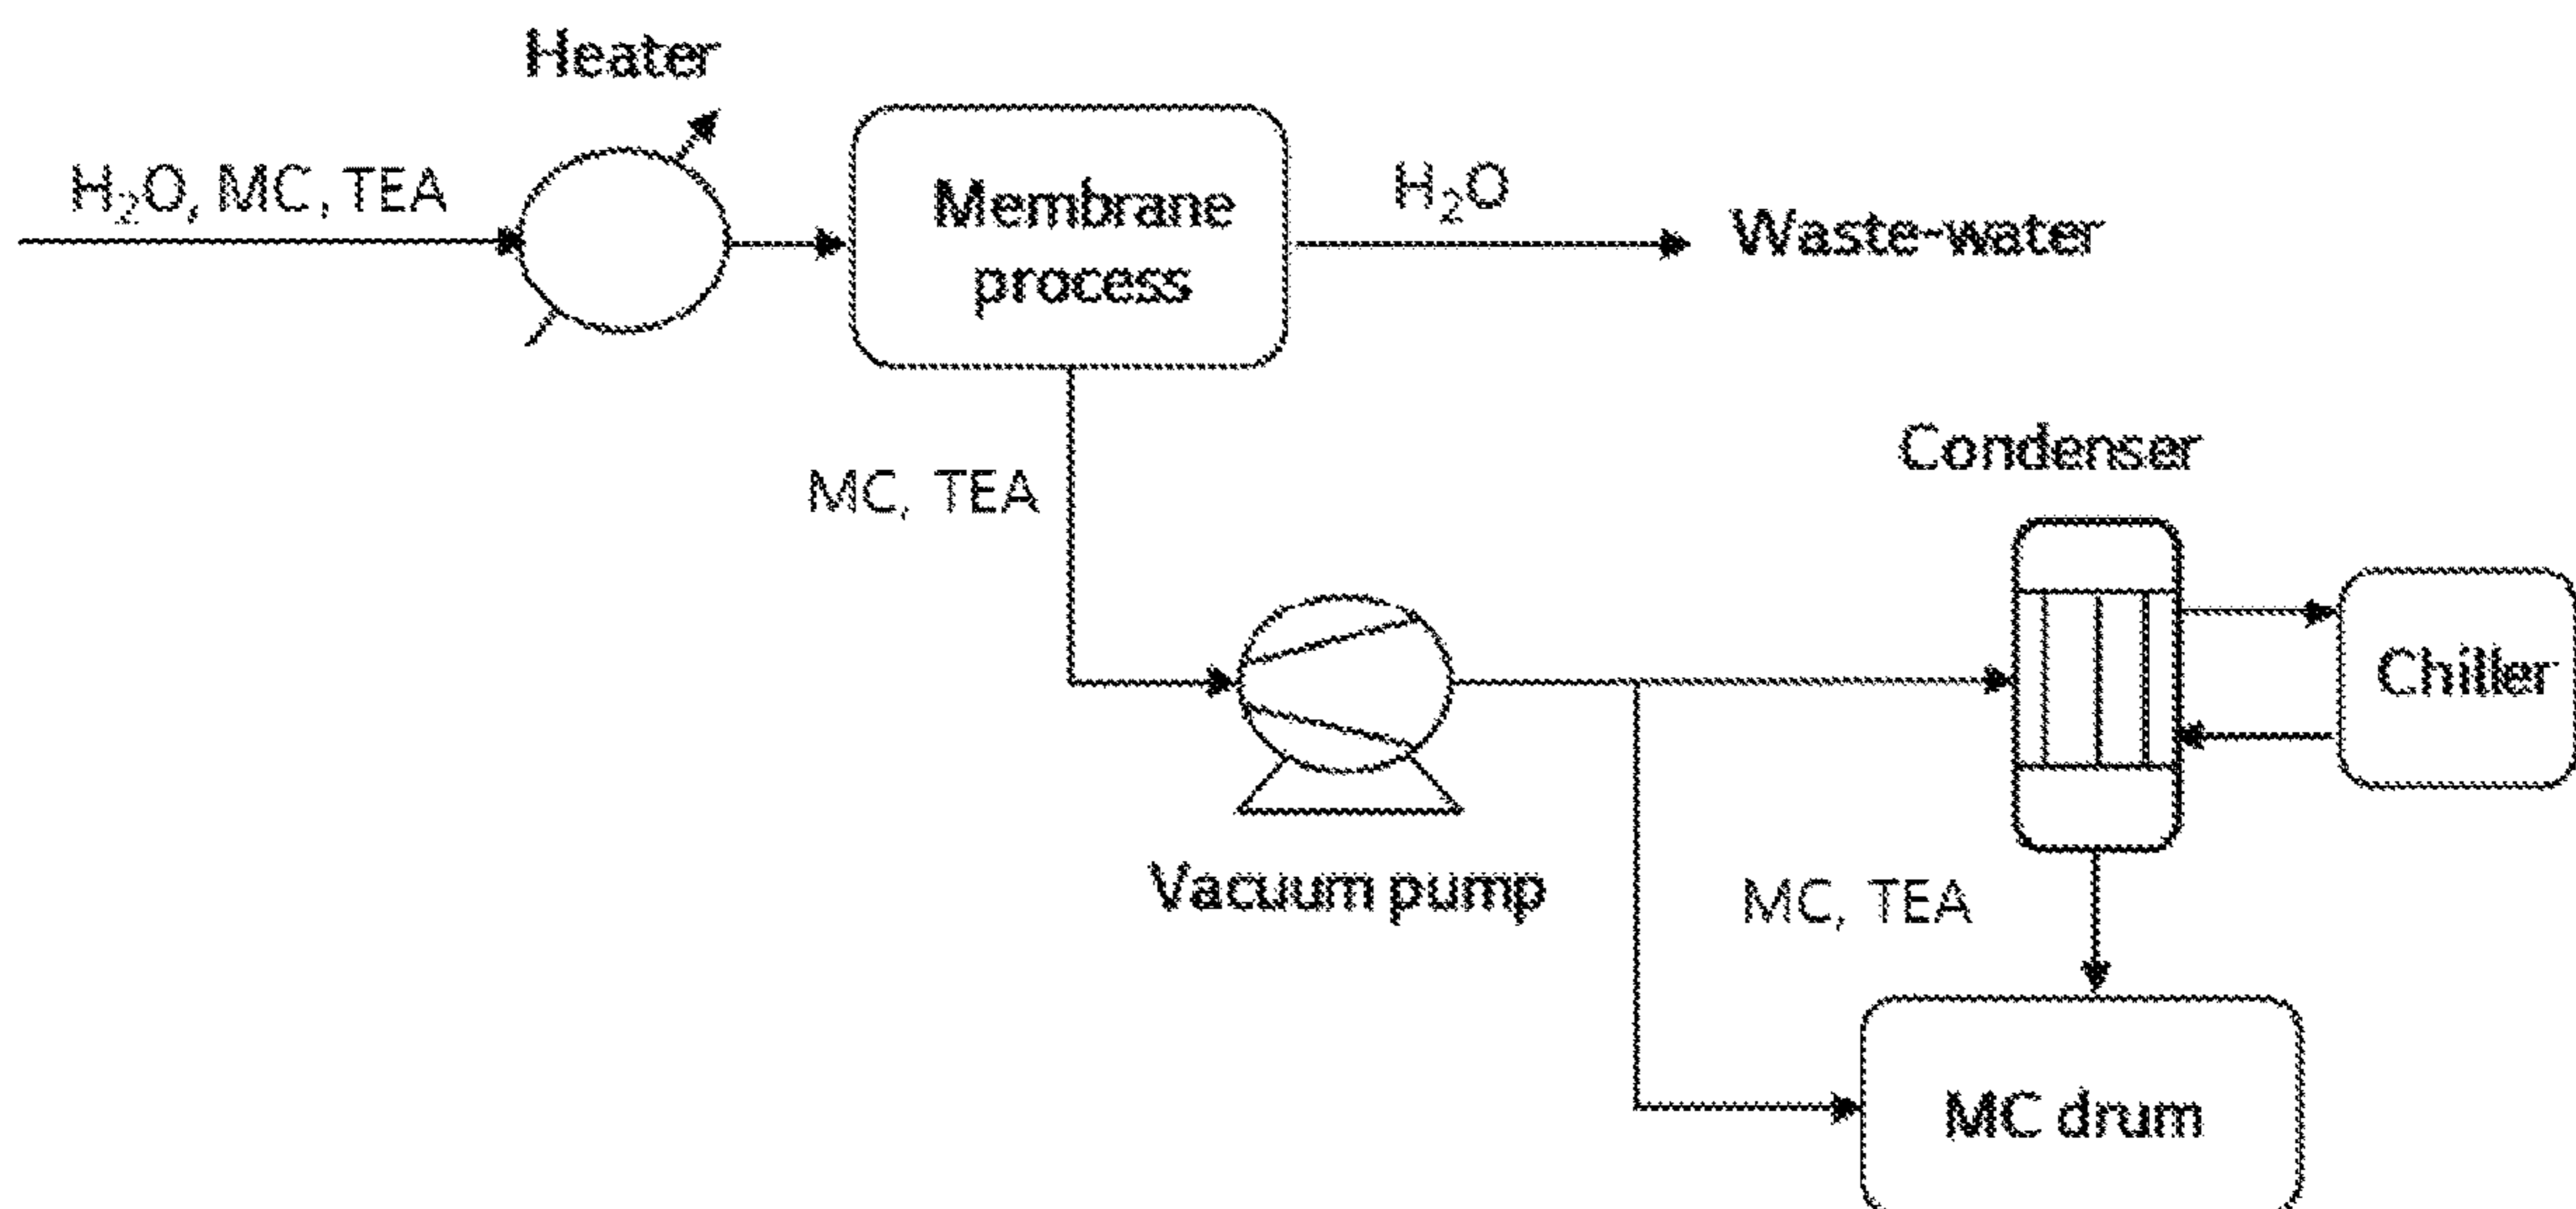 Heater
H₂O, MC, TEA
Membrane
process
H₂O
Waste-water
MC, TEA
Condenser
Chiller
Vacuum pump
MC, TEA
MC drum